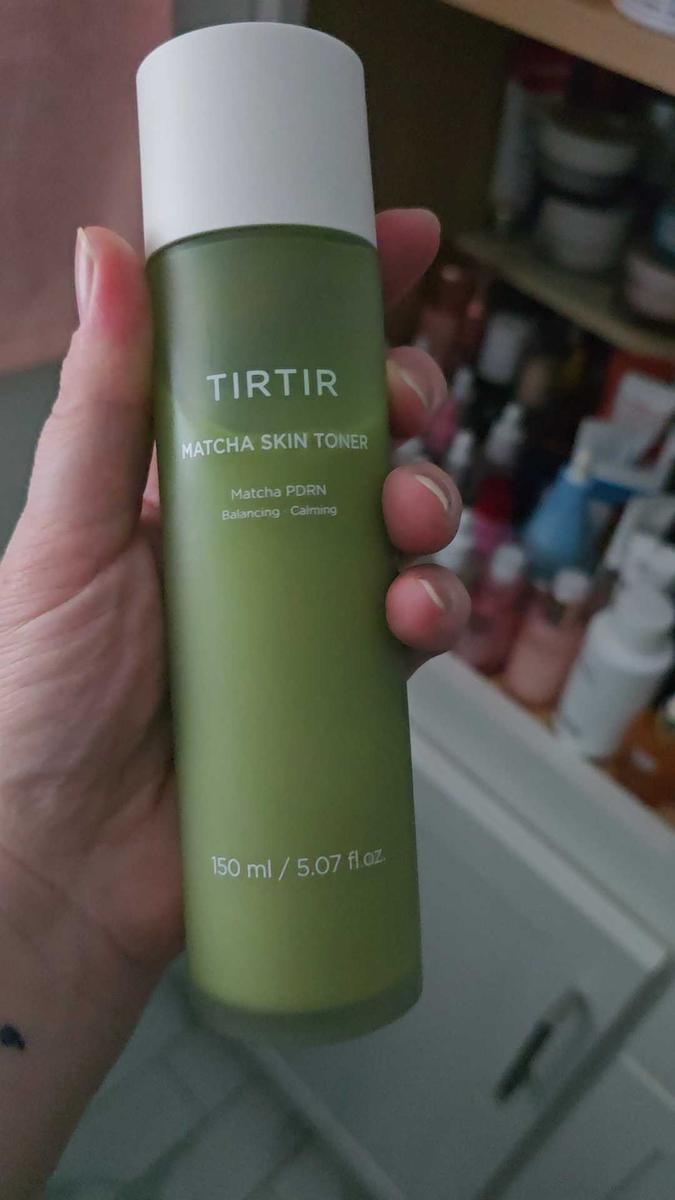 TIRTIR
MATCHA SKIN TONER
Matcha PDRN
Balancing · Calming
150 ml / 5.07 fl.oz.